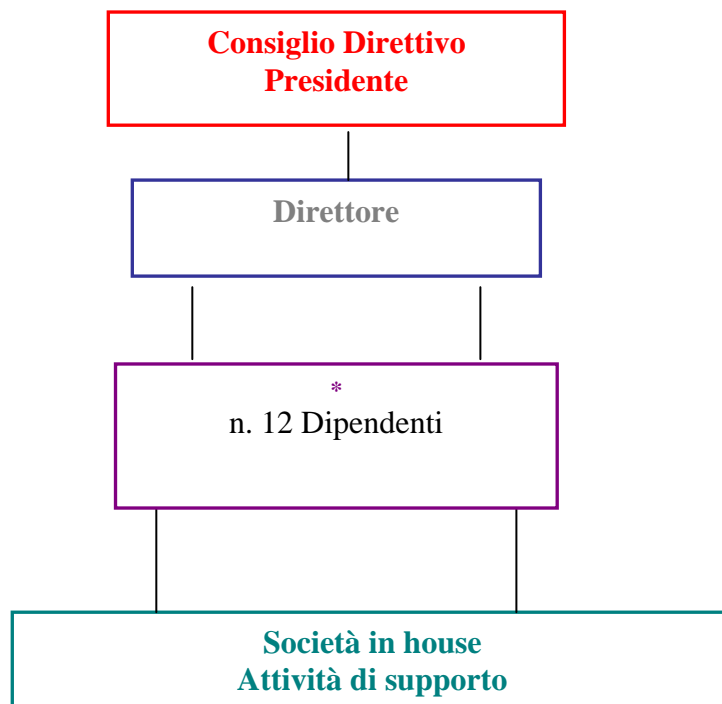 Consiglio Direttivo
Presidente
Direttore
*
n. 12 Dipendenti
Società in house
Attività di supporto